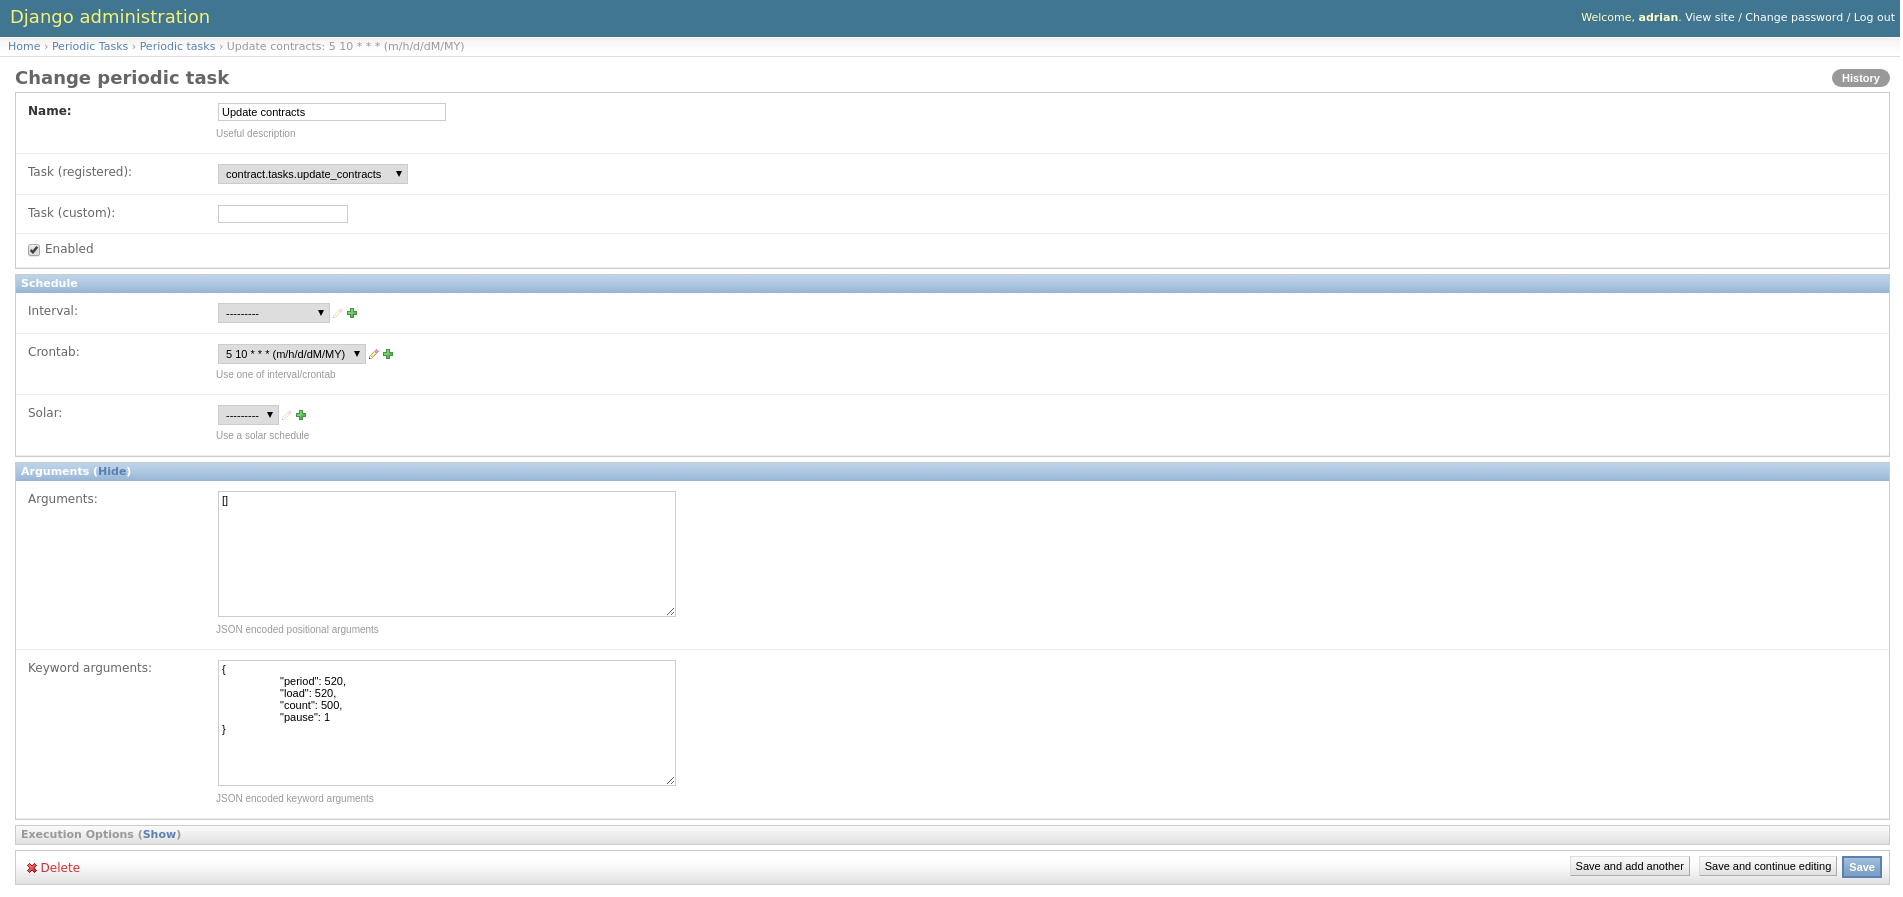 Django administration
Welcome, adrian. View site / Change password / Log out
Home › Periodic Tasks › Periodic tasks › Update contracts: 5 10 * * * (m/h/d/dM/MY)
Change periodic task
History
Name:
Update contracts
Useful description
Task (registered):
contract.tasks.update_contracts
Task (custom):
Enabled
Schedule
Interval:
---------
Crontab:
5 10 * * * (m/h/d/dM/MY)
Use one of interval/crontab
Solar:
---------
Use a solar schedule
Arguments (Hide)
Arguments:
[]
JSON encoded positional arguments
Keyword arguments:
{
"period": 520,
"load": 520,
"count": 500,
"pause": 1
}
JSON encoded keyword arguments
Execution Options (Show)
Delete
Save and add another
Save and continue editing
Save